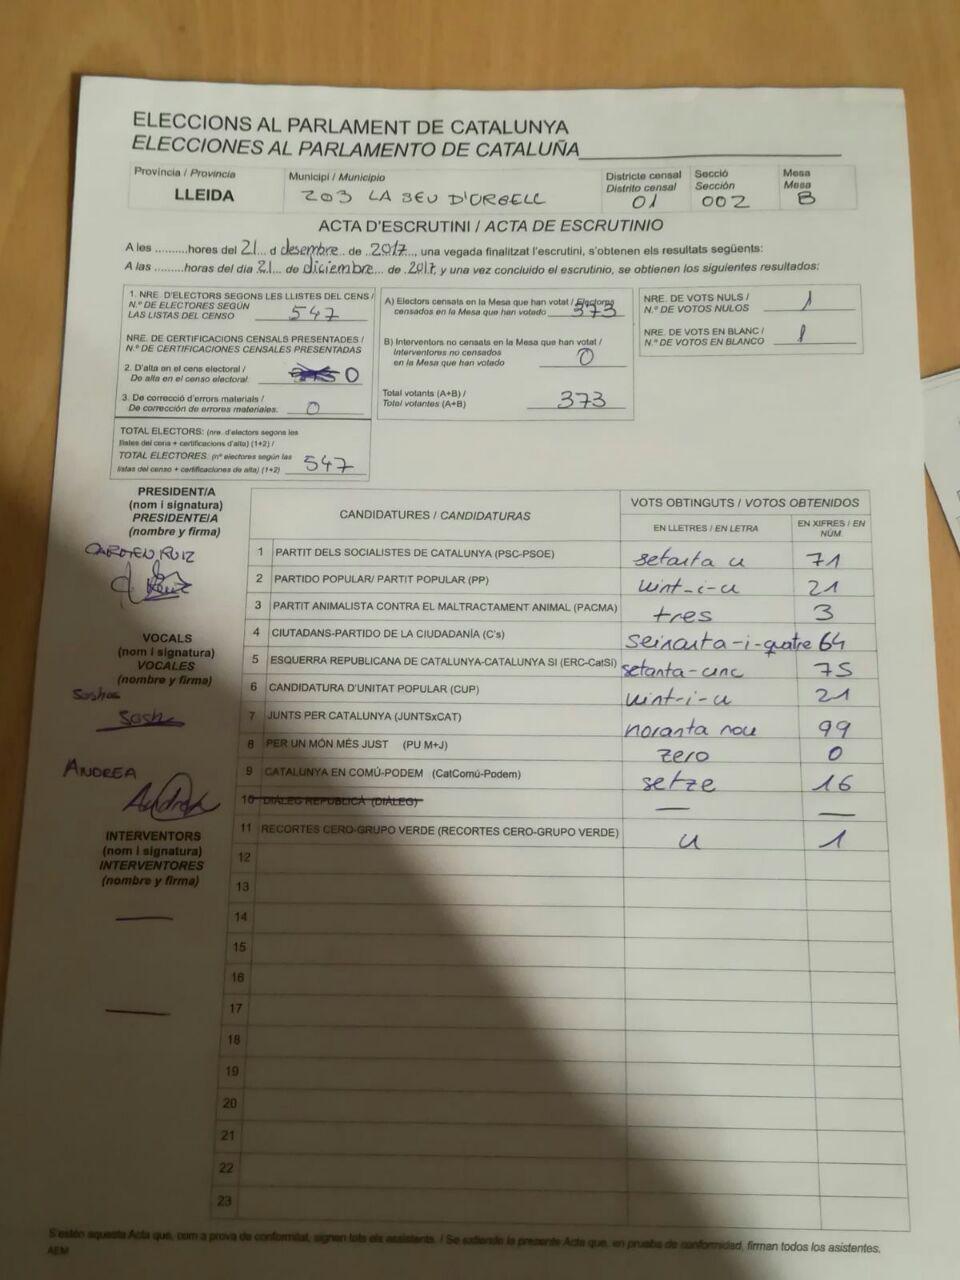 ELECCIONS AL PARLAMENT DE CATALUNYA
ELECCIONES AL PARLAMENTO DE CATALUÑA
Província / Provincia
LLEIDA
Municipi / Municipio
203 LA SEU D'URGELL
Districte censal
Distrito censal
01
Secció
Sección
002
Mesa
Mesa
B
ACTA D'ESCRUTINI / ACTA DE ESCRUTINIO
A les ..........hores del 21.. d desembre.. de ..2017.., una vegada finalitzat l'escrutini, s'obtenen els resultats següents:
A las .........horas del día 21... de diciembre... de .2017, y una vez concluido el escrutinio, se obtienen los siguientes resultados:
1. NRE. D'ELECTORS SEGONS LES LLISTES DEL CENS /
N.º DE ELECTORES SEGÚN
LAS LISTAS DEL CENSO 547
NRE. DE CERTIFICACIONS CENSALS PRESENTADES /
N.º DE CERTIFICACIONES CENSALES PRESENTADAS
2. D'alta en el cens electoral /
De alta en el censo electoral. 0
3. De correcció d'errors materials /
De corrección de errores materiales. 0
TOTAL ELECTORS: (nre. d'electors segons les
llistes del cens + certificacions d'alta) (1+2) /
TOTAL ELECTORES: (nº electores según las
listas del censo + certificaciones de alta) (1+2) 547
A) Electors censats en la Mesa que han votat / Electores
censados en la Mesa que han votado 373
B) Interventors no censats en la Mesa que han votat /
Interventores no censados
en la Mesa que han votado 0
Total votants (A+B) /
Total votantes (A+B) 373
NRE. DE VOTS NULS /
N.º DE VOTOS NULOS 1
NRE. DE VOTS EN BLANC /
N.º DE VOTOS EN BLANCO 1
PRESIDENT/A
(nom i signatura)
PRESIDENTE/A
(nombre y firma)
CARMEN RUIZ
C. Ruiz
VOCALS
(nom i signatura)
VOCALES
(nombre y firma)
Sasha
ANDREA
Andrea
INTERVENTORS
(nom i signatura)
INTERVENTORES
(nombre y firma)
CANDIDATURES / CANDIDATURAS
VOTS OBTINGUTS / VOTOS OBTENIDOS
EN LLETRES / EN LETRA
EN XIFRES / EN NÚM.
1 PARTIT DELS SOCIALISTES DE CATALUNYA (PSC-PSOE) setanta u 71
2 PARTIDO POPULAR/ PARTIT POPULAR (PP) vint-i-u 21
3 PARTIT ANIMALISTA CONTRA EL MALTRACTAMENT ANIMAL (PACMA) tres 3
4 CIUTADANS-PARTIDO DE LA CIUDADANÍA (C's) seixanta-i-quatre 64
5 ESQUERRA REPUBLICANA DE CATALUNYA-CATALUNYA SI (ERC-CatSí) setanta-cinc 75
6 CANDIDATURA D'UNITAT POPULAR (CUP) vint-i-u 21
7 JUNTS PER CATALUNYA (JUNTSxCAT) noranta nou 99
8 PER UN MÓN MÉS JUST (PU M+J) zero 0
9 CATALUNYA EN COMÚ-PODEM (CatComú-Podem) setze 16
10 DIÀLEG REPUBLICÀ (DIÀLEG) — —
11 RECORTES CERO-GRUPO VERDE (RECORTES CERO-GRUPO VERDE) u 1
12
13
14
15
16
17
18
19
20
21
22
23
S'estén aquesta Acta que, com a prova de conformitat, signen tots els assistents. / Se extiende la presente Acta que, en prueba de conformidad, firman todos los asistentes.
AEM